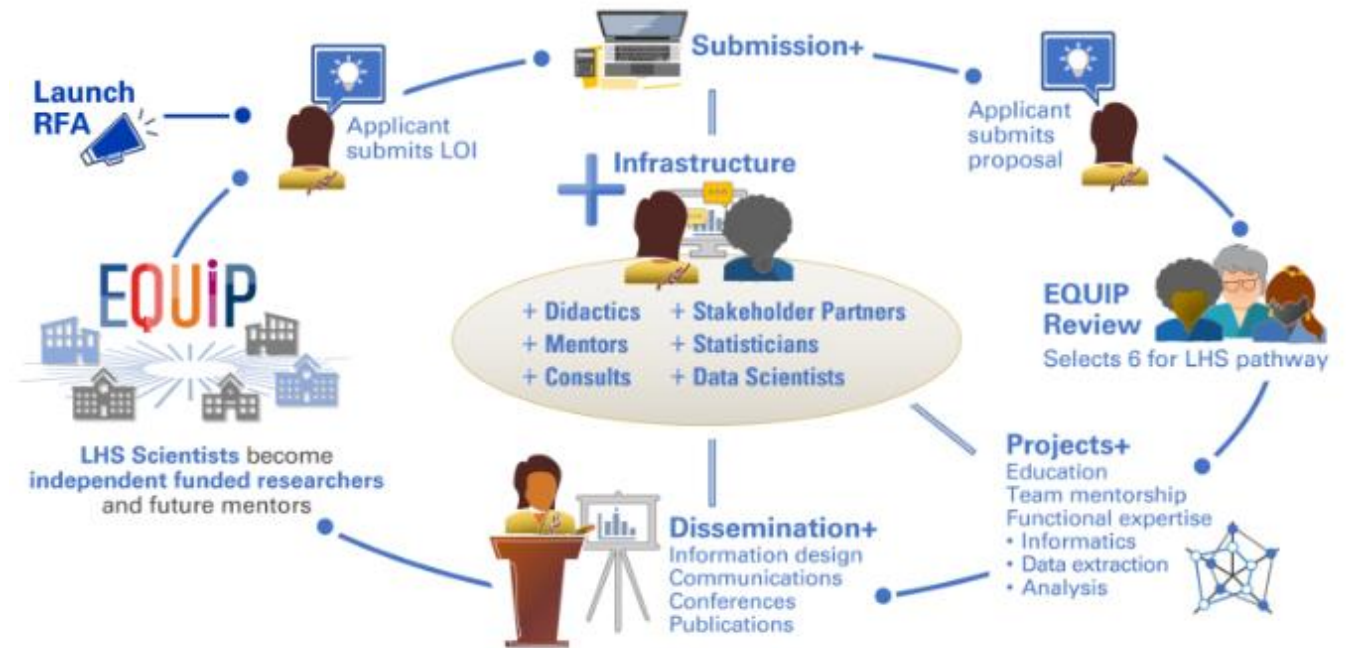 Launch
RFA
Applicant
submits LOI
Submission+
Applicant
submits
proposal
Infrastructure
+ Didactics
+ Mentors
+ Consults
+ Stakeholder Partners
+ Statisticians
+ Data Scientists
EQUIP
Review
Selects 6 for LHS pathway
Projects+
Education
Team mentorship
Functional expertise
• Informatics
• Data extraction
• Analysis
Dissemination+
Information design
Communications
Conferences
Publications
EQUiP
LHS Scientists become
independent funded researchers
and future mentors